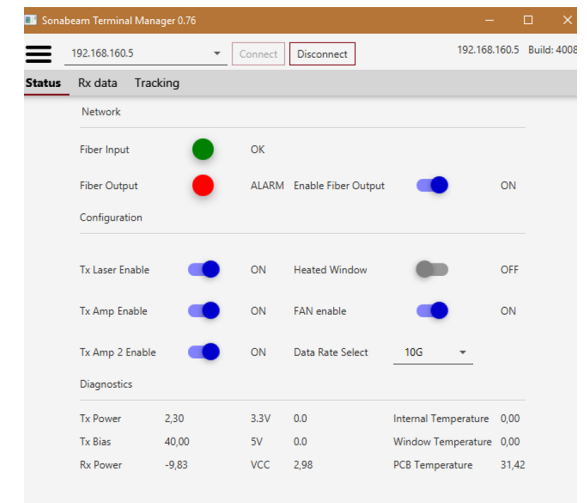 Sonabeam Terminal Manager 0.76
192.168.160.5 Connect Disconnect 192.168.160.5 Build: 4008
Status Rx data Tracking
Network
Fiber Input OK
Fiber Output ALARM Enable Fiber Output ON
Configuration
Tx Laser Enable ON Heated Window OFF
Tx Amp Enable ON FAN enable ON
Tx Amp 2 Enable ON Data Rate Select 10G
Diagnostics
Tx Power 2,30 3.3V 0.0 Internal Temperature 0,00
Tx Bias 40,00 5V 0.0 Window Temperature 0,00
Rx Power -9,83 VCC 2,98 PCB Temperature 31,42